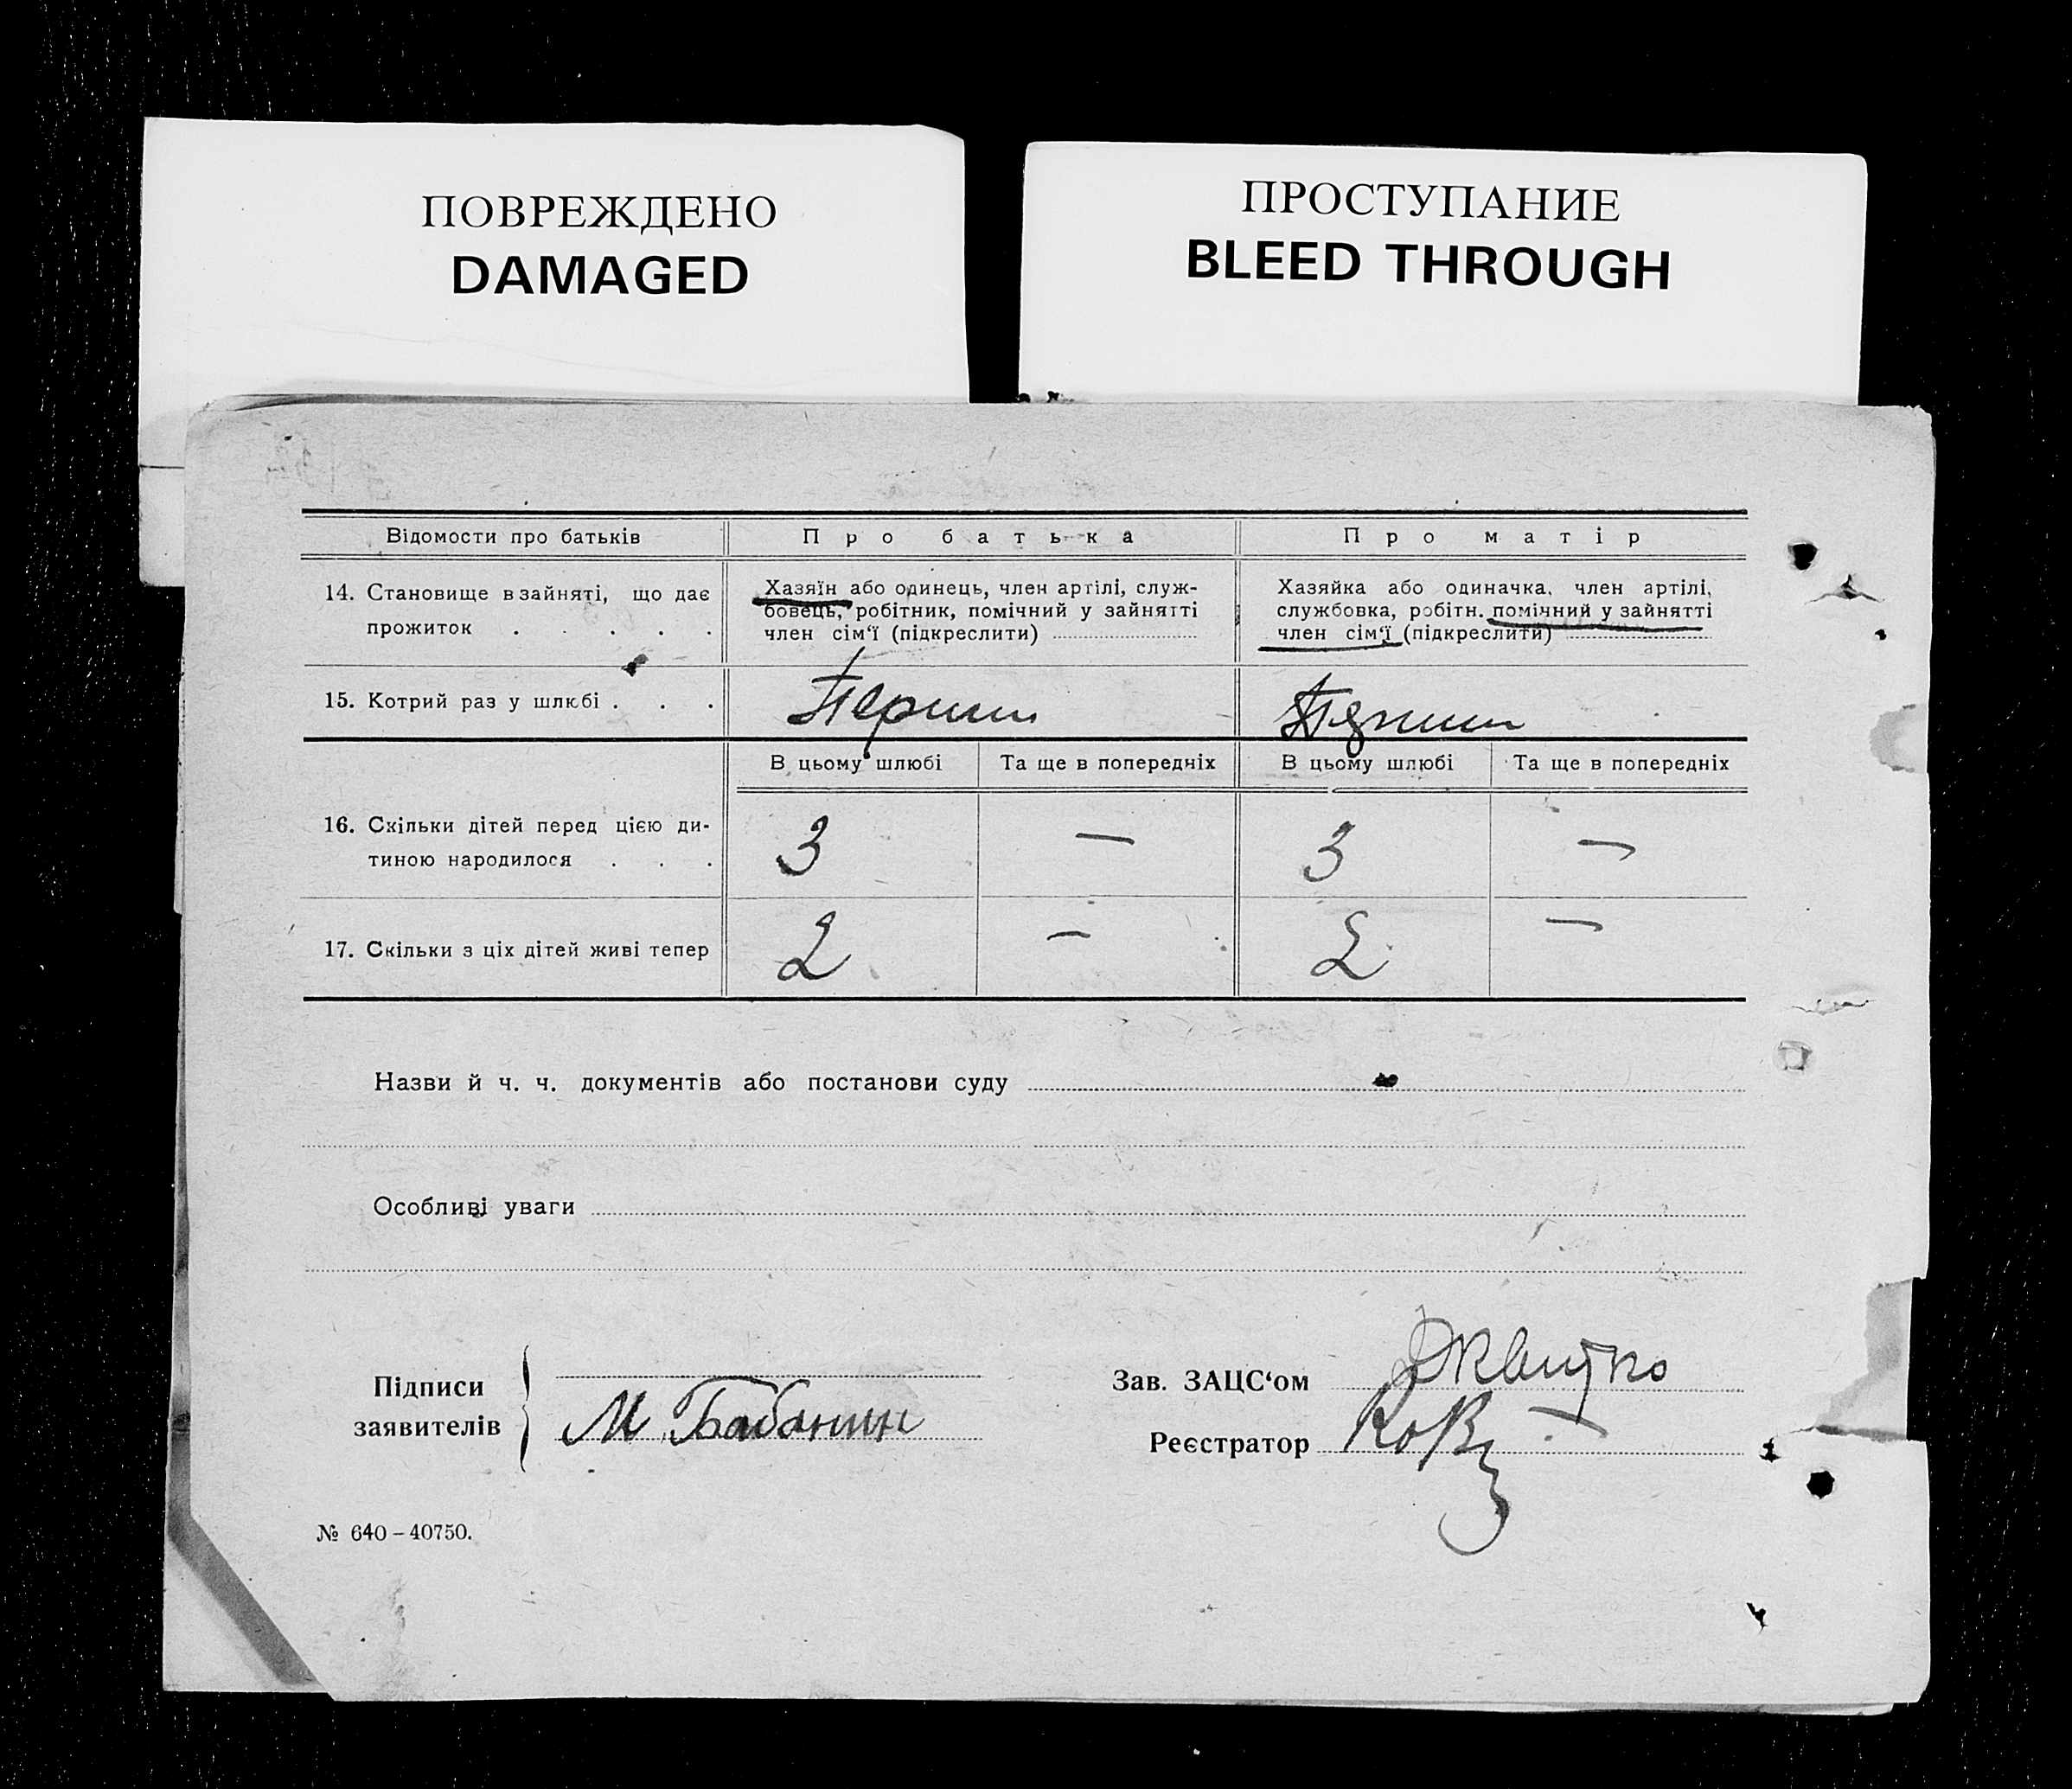 ПОВРЕЖДЕНО
DAMAGED
ПРОСТУПАНИЕ
BLEED THROUGH
Відомости про батьків
Про батька
Про матір
14. Становище в зайняті, що дає
прожиток . . . . .
Хазяїн або одинець, член артілі, служ-
бовець, робітник, помічний у зайнятті
член сім‘ї (підкреслити)
Хазяйка або одиначка, член артілі,
службовка, робітн. помічний у зайнятті
член сім‘ї (підкреслити)
15. Котрий раз у шлюбі . . .
Перший
В цьому шлюбі
Та ще в попередніх
В цьому шлюбі
Та ще в попередніх
16. Скільки дітей перед цією ди-
тиною народилося . . .
3 — 3 —
17. Скільки з ціх дітей живі тепер
2 — 2 —
Назви й ч. ч. документів або постанови суду
Особливі уваги
Підписи
заявителів
М Бабанин
Зав. ЗАЦС‘ом
Реєстратор
№ 640–40750.